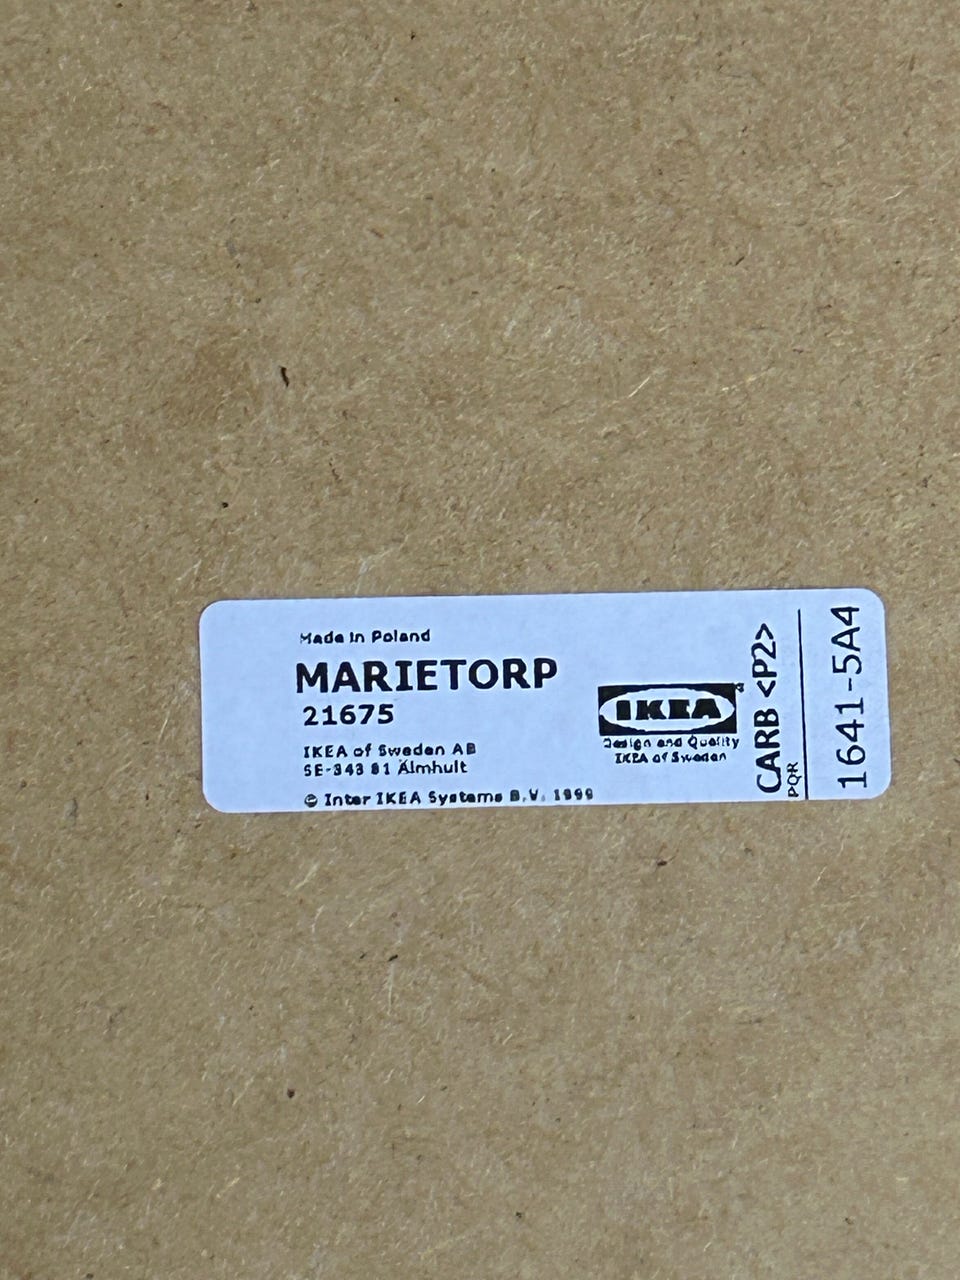 Made in Poland
MARIETORP
21675
IKEA of Sweden AB
SE-343 81 Älmhult
© Inter IKEA Systems B.V. 1999
IKEA
®
Design and Quality
IKEA of Sweden
CARB <P2>
PQR
1641-5A4